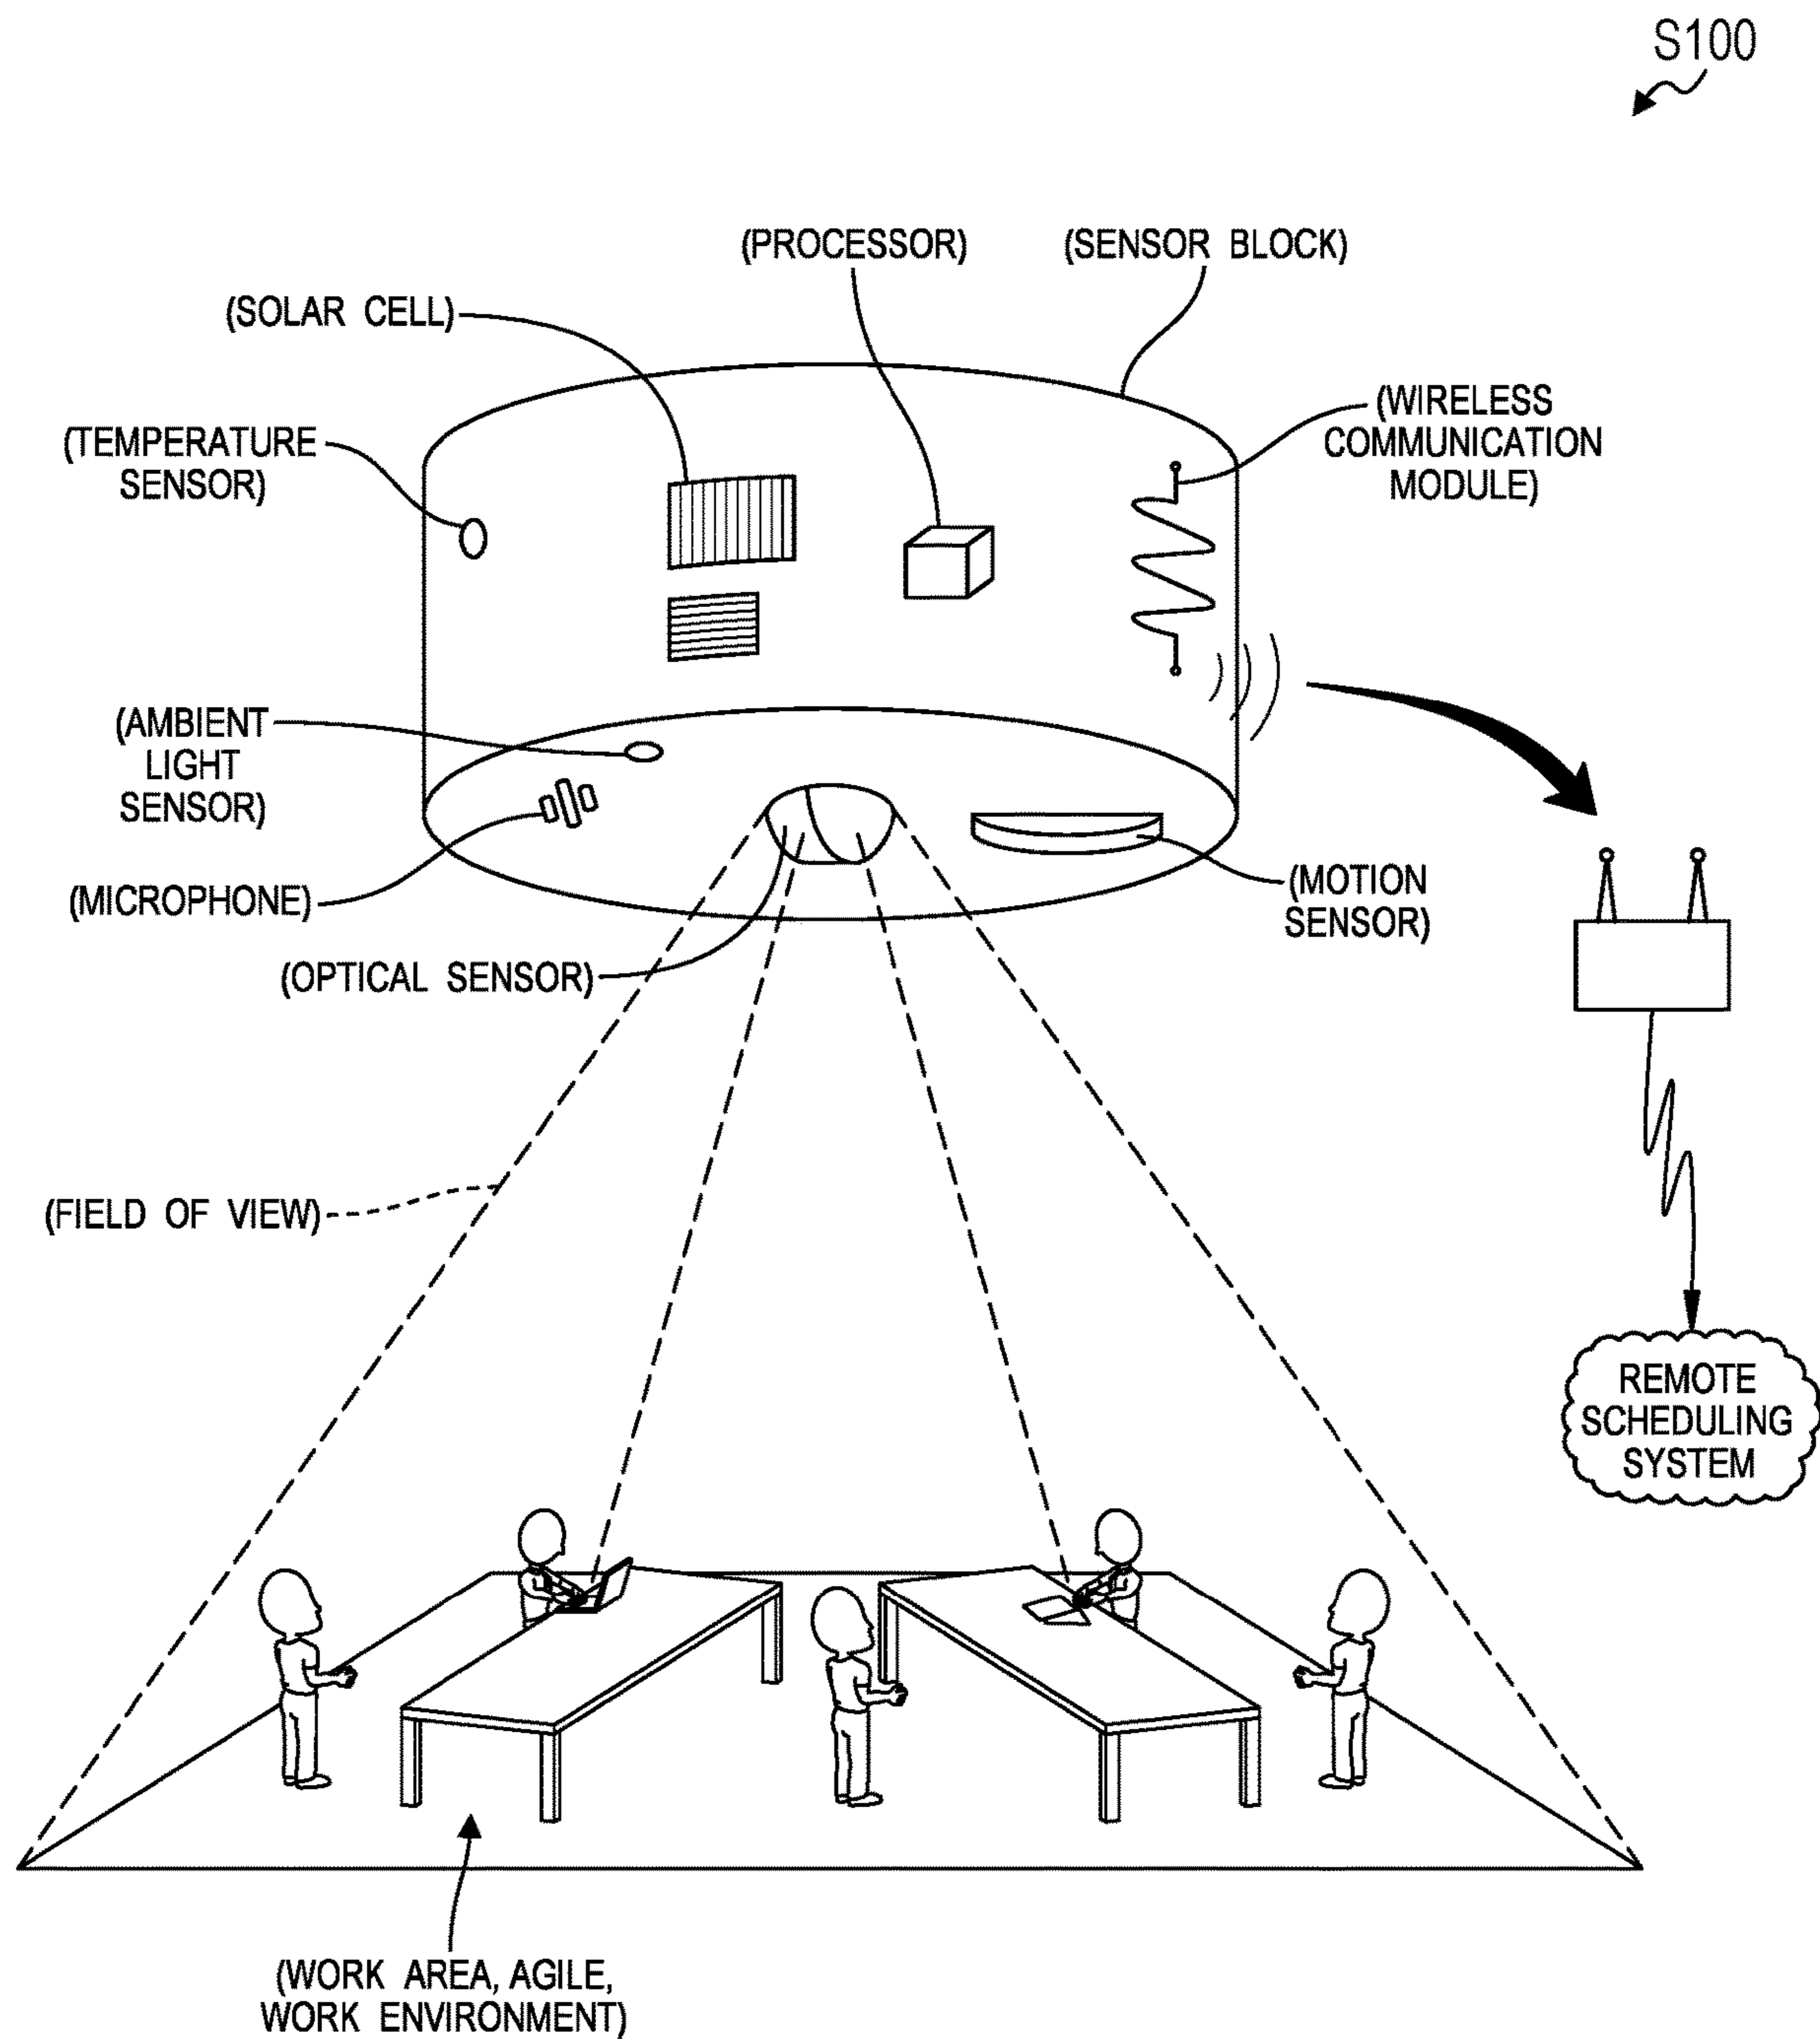 S100
(PROCESSOR)
(SENSOR BLOCK)
(SOLAR CELL)
(WIRELESS
COMMUNICATION
MODULE)
(TEMPERATURE
SENSOR)
(AMBIENT
LIGHT
SENSOR)
(MICROPHONE)
(MOTION
SENSOR)
(OPTICAL SENSOR)
(FIELD OF VIEW)
REMOTE
SCHEDULING
SYSTEM
(WORK AREA, AGILE,
WORK ENVIRONMENT)